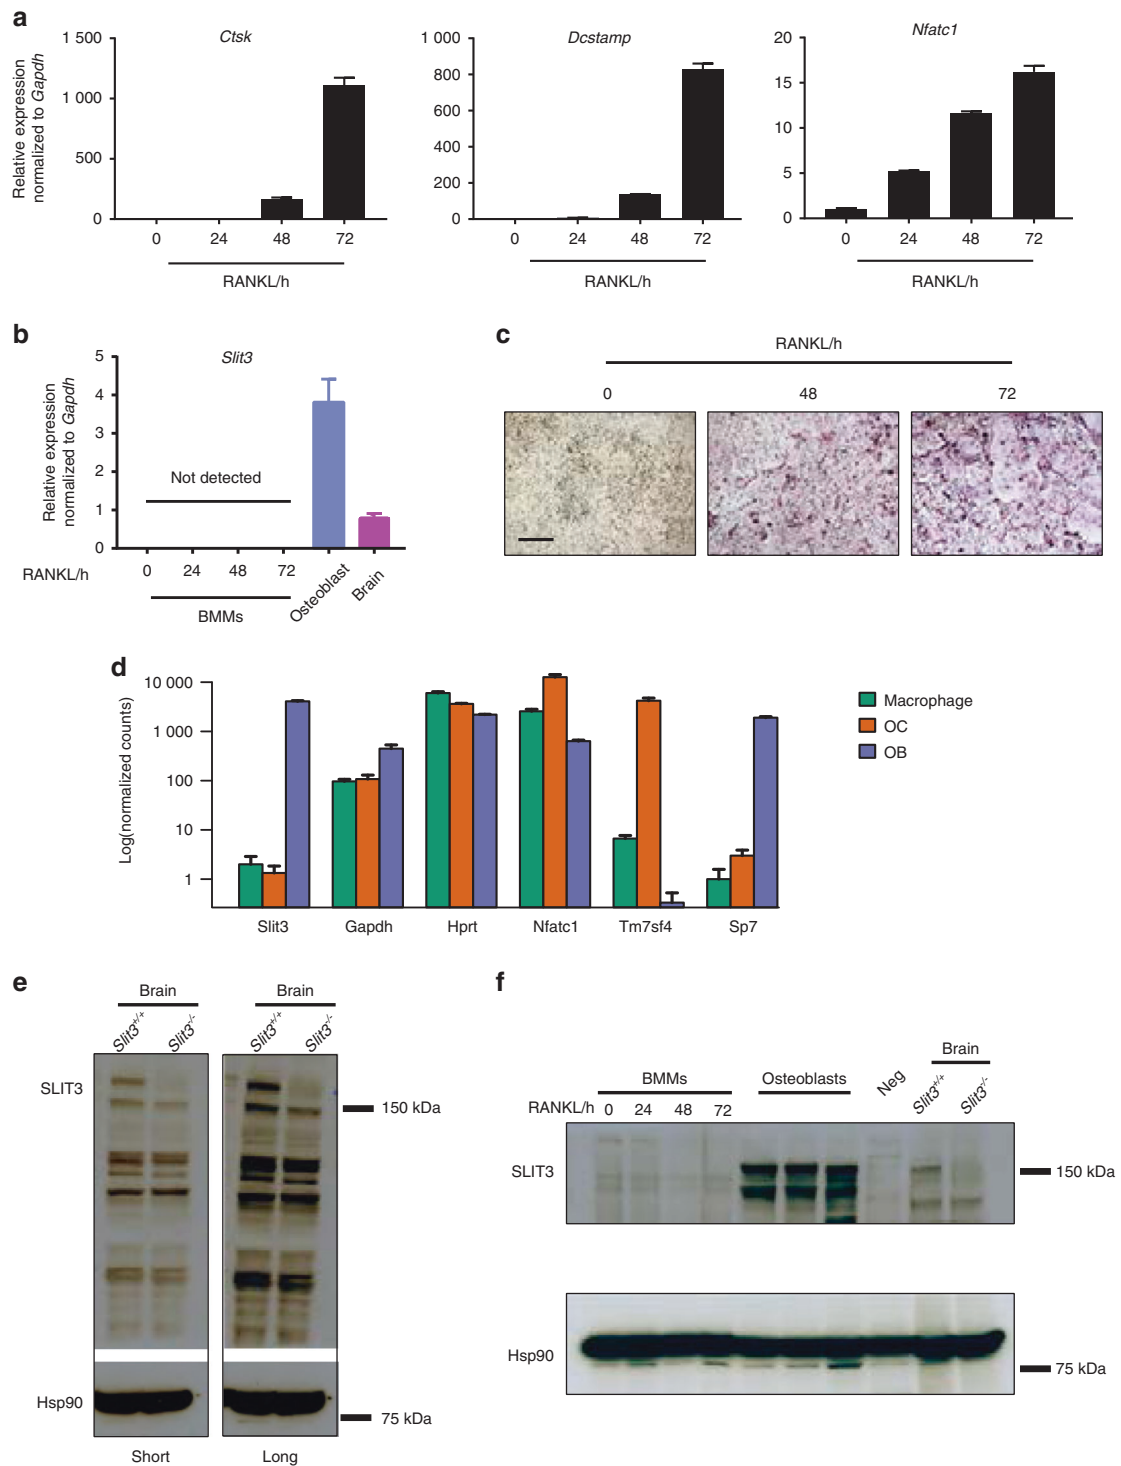 a
Ctsk
Relative expression
normalized to Gapdh
1 500
1 000
500
0
0 24 48 72
RANKL/h
Dcstamp
1 000
800
600
400
200
0
0 24 48 72
RANKL/h
Nfatc1
20
15
10
5
0
0 24 48 72
RANKL/h
b
Slit3
Relative expression
normalized to Gapdh
5
4
3
2
1
0
Not detected
RANKL/h 0 24 48 72 Osteoblast Brain
BMMs
c
RANKL/h
0 48 72
d
Log(normalized counts)
10 000
1 000
100
10
1
Slit3 Gapdh Hprt Nfatc1 Tm7sf4 Sp7
Macrophage
OC
OB
e
Brain Brain
Slit3+/+ Slit3-/- Slit3+/+ Slit3-/-
SLIT3
150 kDa
Hsp90
75 kDa
Short Long
f
Brain
BMMs Osteoblasts Neg Slit3+/+ Slit3-/-
RANKL/h 0 24 48 72
SLIT3
150 kDa
Hsp90
75 kDa